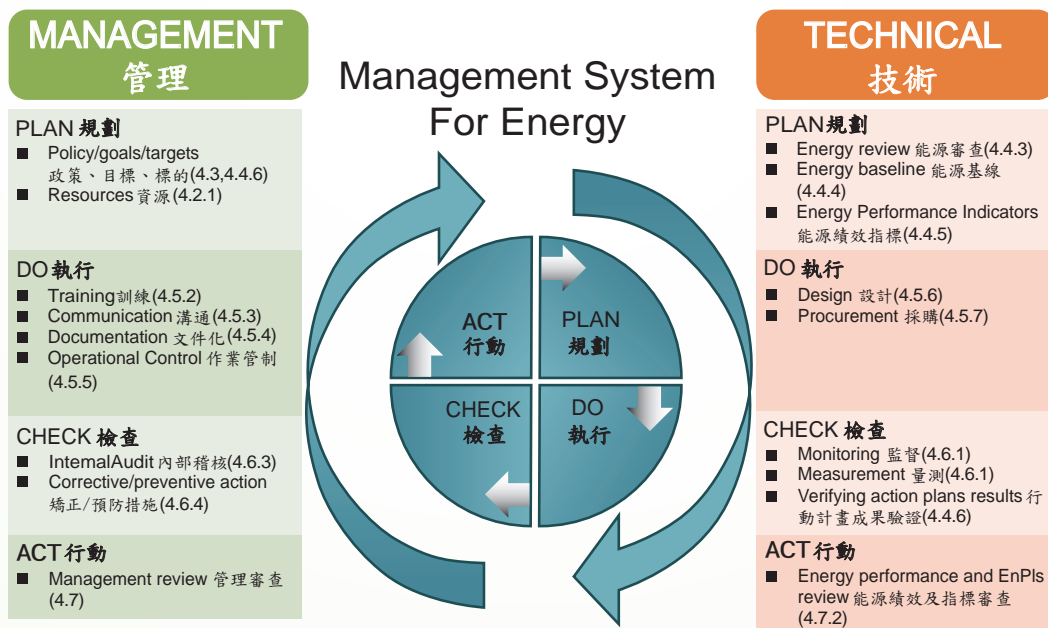 MANAGEMENT
管理
PLAN 規劃
■ Policy/goals/targets
政策、目標、標的(4.3,4.4.6)
■ Resources 資源(4.2.1)
DO 執行
■ Training訓練(4.5.2)
■ Communication 溝通(4.5.3)
■ Documentation 文件化(4.5.4)
■ Operational Control 作業管制
(4.5.5)
CHECK 檢查
■ IntemalAudit 內部稽核(4.6.3)
■ Corrective/preventive action
矯正/預防措施(4.6.4)
ACT行動
■ Management review 管理審查
(4.7)
Management System
For Energy
ACT
行動
PLAN
規劃
CHECK
檢查
DO
執行
TECHNICAL
技術
PLAN規劃
■ Energy review 能源審查(4.4.3)
■ Energy baseline 能源基線
(4.4.4)
■ Energy Performance Indicators
能源績效指標(4.4.5)
DO 執行
■ Design 設計(4.5.6)
■ Procurement 採購(4.5.7)
CHECK 檢查
■ Monitoring 監督(4.6.1)
■ Measurement 量測(4.6.1)
■ Verifying action plans results 行
動計畫成果驗證(4.4.6)
ACT行動
■ Energy performance and EnPIs
review 能源績效及指標審查
(4.7.2)